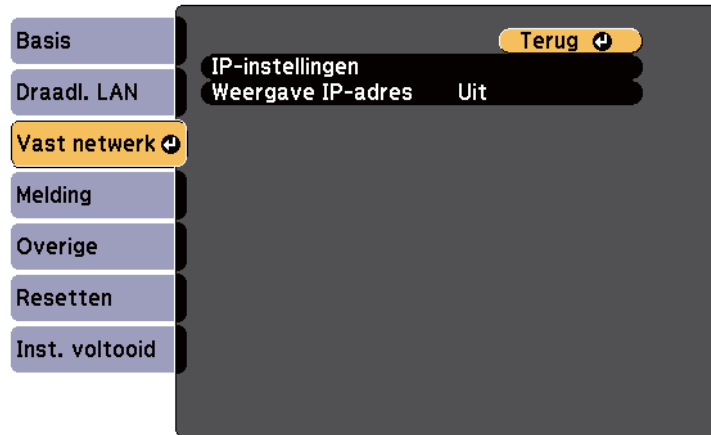 Basis
Draadl. LAN
Vast netwerk
Melding
Overige
Resetten
Inst. voltooid
Terug
IP-instellingen
Weergave IP-adres Uit